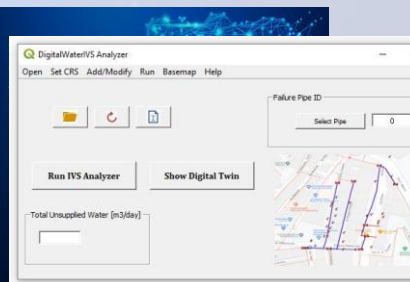 DigitalWaterIVS Analyzer
Open Set CRS Add/Modify Run Basemap Help
Failure Pipe ID
Select Pipe 0
Run IVS Analyzer Show Digital Twin
Total Unsupplied Water [m3/day]